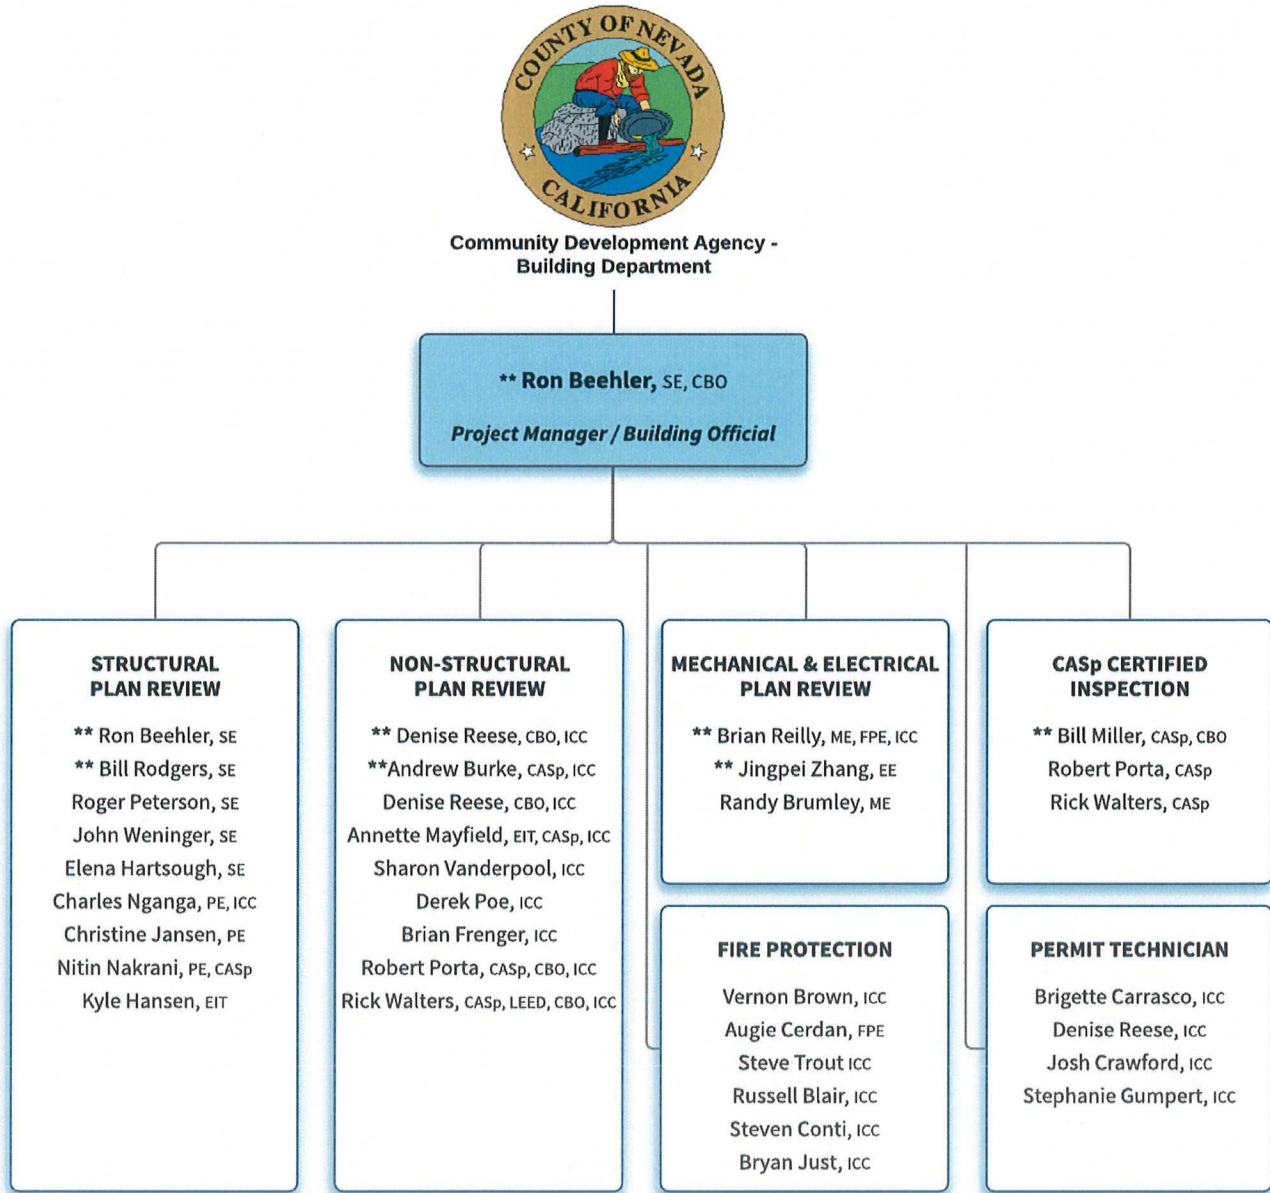 COUNTY OF NEVADA
CALIFORNIA
Community Development Agency -
Building Department
** Ron Beehler, SE, CBO
Project Manager / Building Official
STRUCTURAL
PLAN REVIEW
** Ron Beehler, SE
** Bill Rodgers, SE
Roger Peterson, SE
John Weninger, SE
Elena Hartsough, SE
Charles Nganga, PE, ICC
Christine Jansen, PE
Nitin Nakrani, PE, CASp
Kyle Hansen, EIT
NON-STRUCTURAL
PLAN REVIEW
** Denise Reese, CBO, ICC
**Andrew Burke, CASp, ICC
Denise Reese, CBO, ICC
Annette Mayfield, EIT, CASp, ICC
Sharon Vanderpool, ICC
Derek Poe, ICC
Brian Frenger, ICC
Robert Porta, CASp, CBO, ICC
Rick Walters, CASp, LEED, CBO, ICC
MECHANICAL & ELECTRICAL
PLAN REVIEW
** Brian Reilly, ME, FPE, ICC
** Jingpei Zhang, EE
Randy Brumley, ME
FIRE PROTECTION
Vernon Brown, ICC
Augie Cerdan, FPE
Steve Trout ICC
Russell Blair, ICC
Steven Conti, ICC
Bryan Just, ICC
CASp CERTIFIED
INSPECTION
** Bill Miller, CASp, CBO
Robert Porta, CASp
Rick Walters, CASp
PERMIT TECHNICIAN
Brigette Carrasco, ICC
Denise Reese, ICC
Josh Crawford, ICC
Stephanie Gumpert, ICC